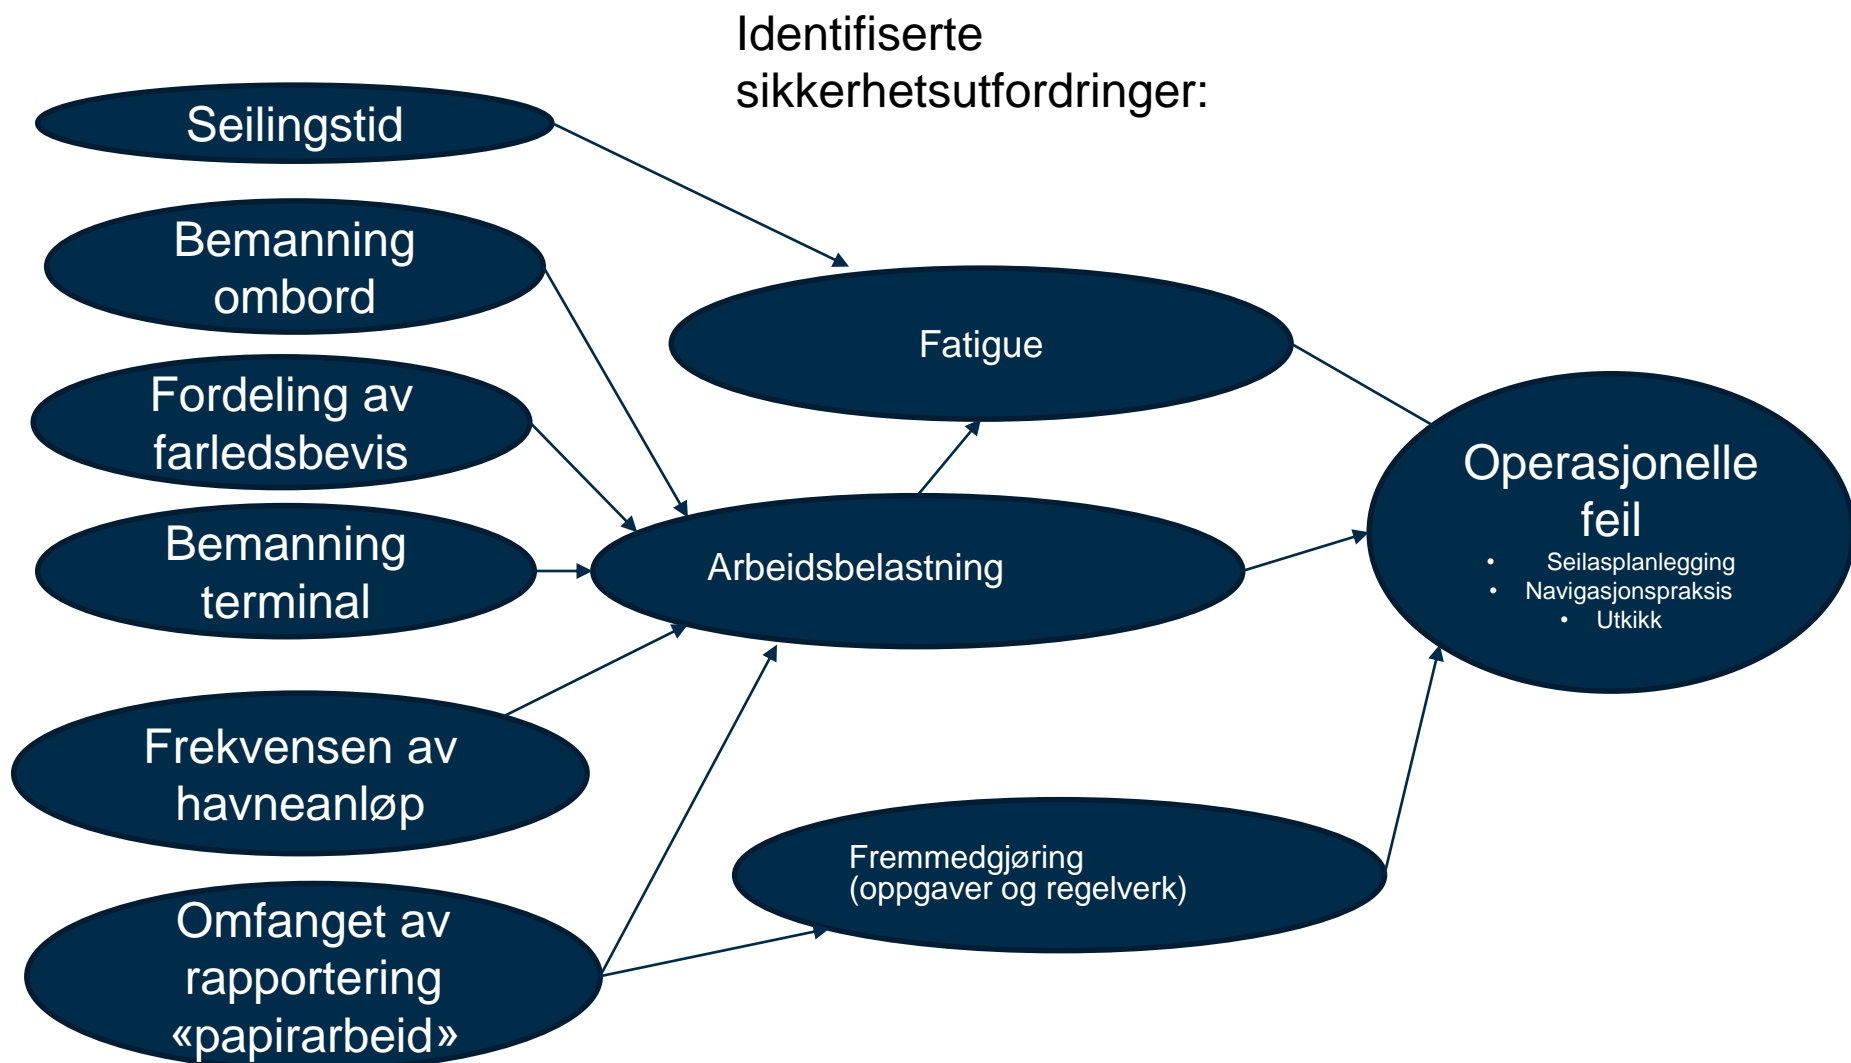 Identifiserte
sikkerhetsutfordringer:
Seilingstid
Bemanning
ombord
Fordeling av
farledsbevis
Bemanning
terminal
Frekvensen av
havneanløp
Omfanget av
rapportering
«papirarbeid»
Fatigue
Arbeidsbelastning
Fremmedgjøring
(oppgaver og regelverk)
Operasjonelle
feil
• Seilasplanlegging
• Navigasjonspraksis
• Utkikk